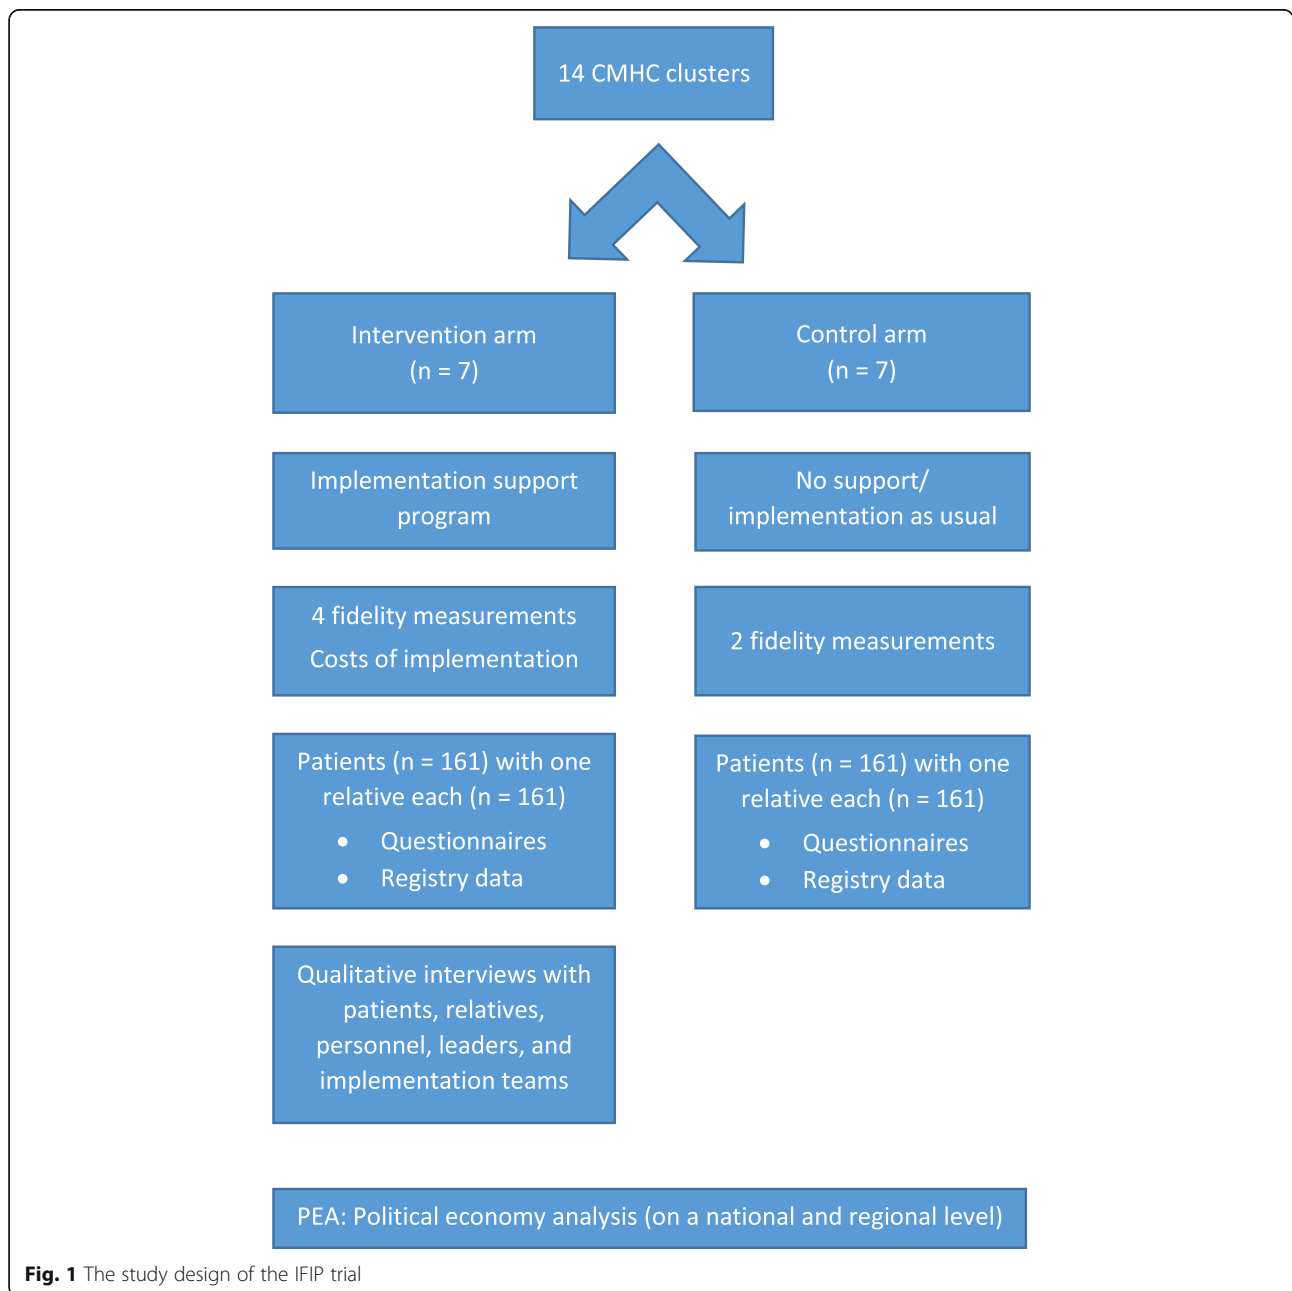 14 CMHC clusters
Intervention arm
(n = 7)
Control arm
(n = 7)
Implementation support
program
No support/
implementation as usual
4 fidelity measurements
Costs of implementation
2 fidelity measurements
Patients (n = 161) with one
relative each (n = 161)
• Questionnaires
• Registry data
Patients (n = 161) with one
relative each (n = 161)
• Questionnaires
• Registry data
Qualitative interviews with
patients, relatives,
personnel, leaders, and
implementation teams
PEA: Political economy analysis (on a national and regional level)
Fig. 1 The study design of the IFIP trial